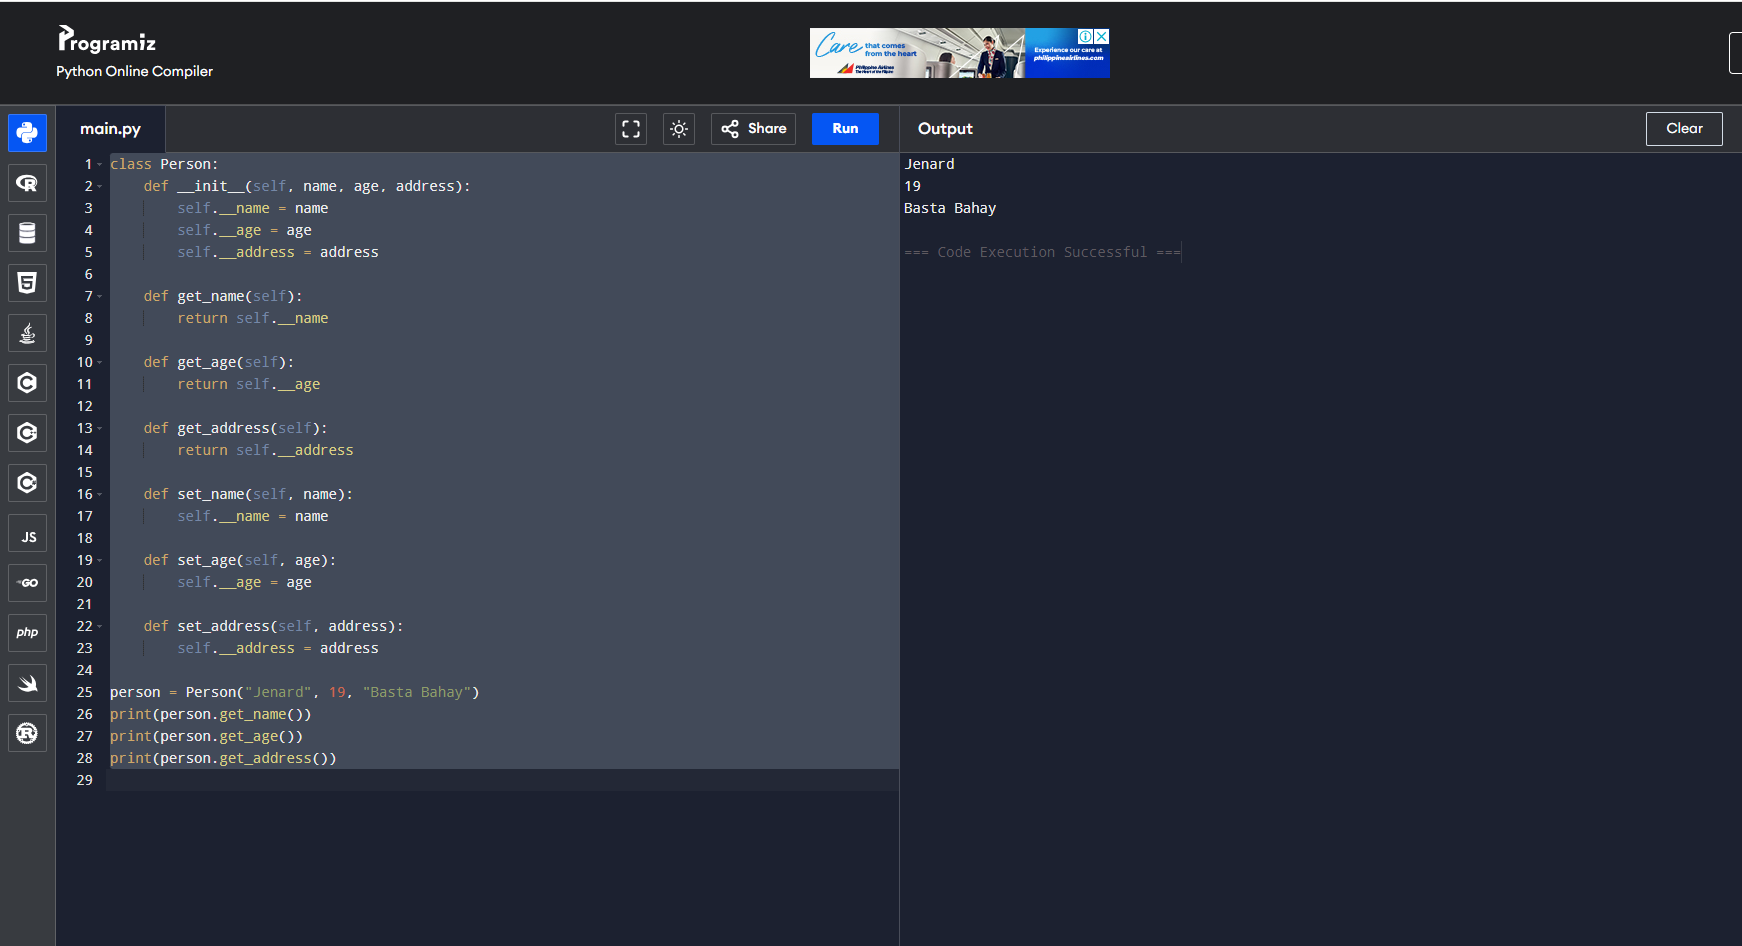 Programiz
Python Online Compiler
Care that comes
from the heart
Philippine Airlines
The Heart of the Filipino
Experience our care at
philippineairlines.com
main.py
Share
Run
Output
Clear
1 class Person:
2     def __init__(self, name, age, address):
3         self.__name = name
4         self.__age = age
5         self.__address = address
6
7     def get_name(self):
8         return self.__name
9
10     def get_age(self):
11         return self.__age
12
13     def get_address(self):
14         return self.__address
15
16     def set_name(self, name):
17         self.__name = name
18
19     def set_age(self, age):
20         self.__age = age
21
22     def set_address(self, address):
23         self.__address = address
24
25 person = Person("Jenard", 19, "Basta Bahay")
26 print(person.get_name())
27 print(person.get_age())
28 print(person.get_address())
29
Jenard
19
Basta Bahay
=== Code Execution Successful ===
R
5
C
C
C
JS
GO
php
R